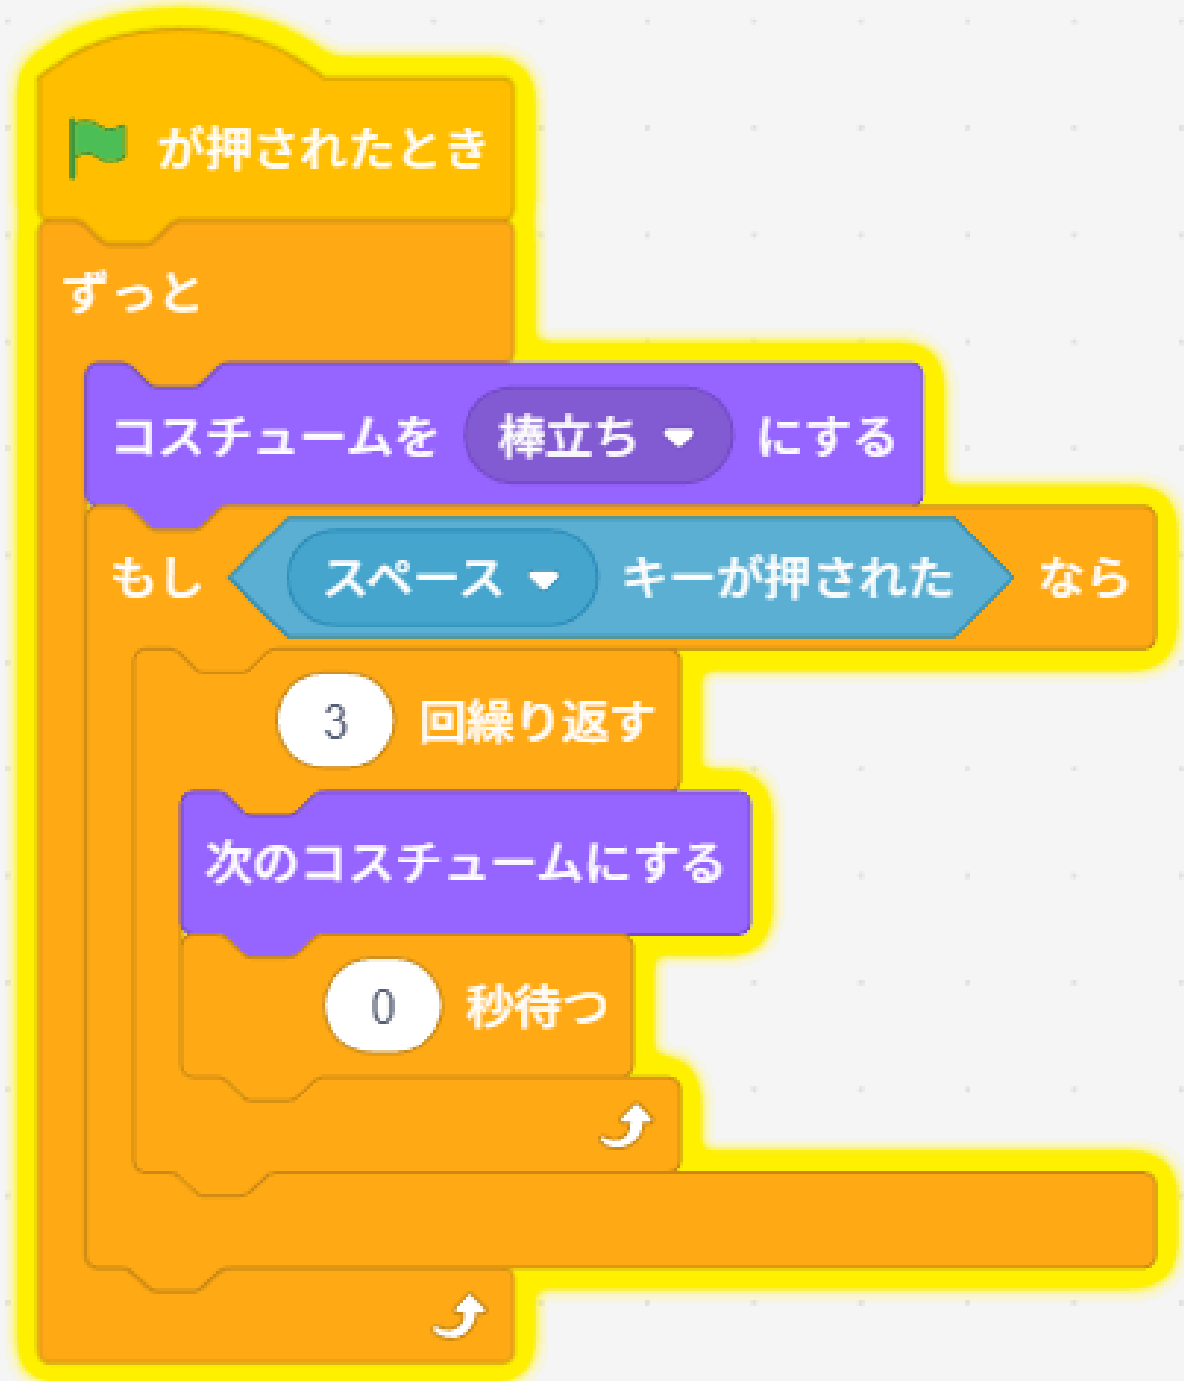 が押されたとき
ずっと
コスチュームを 棒立ち にする
もし スペース キーが押された なら
3 回繰り返す
次のコスチュームにする
0 秒待つ